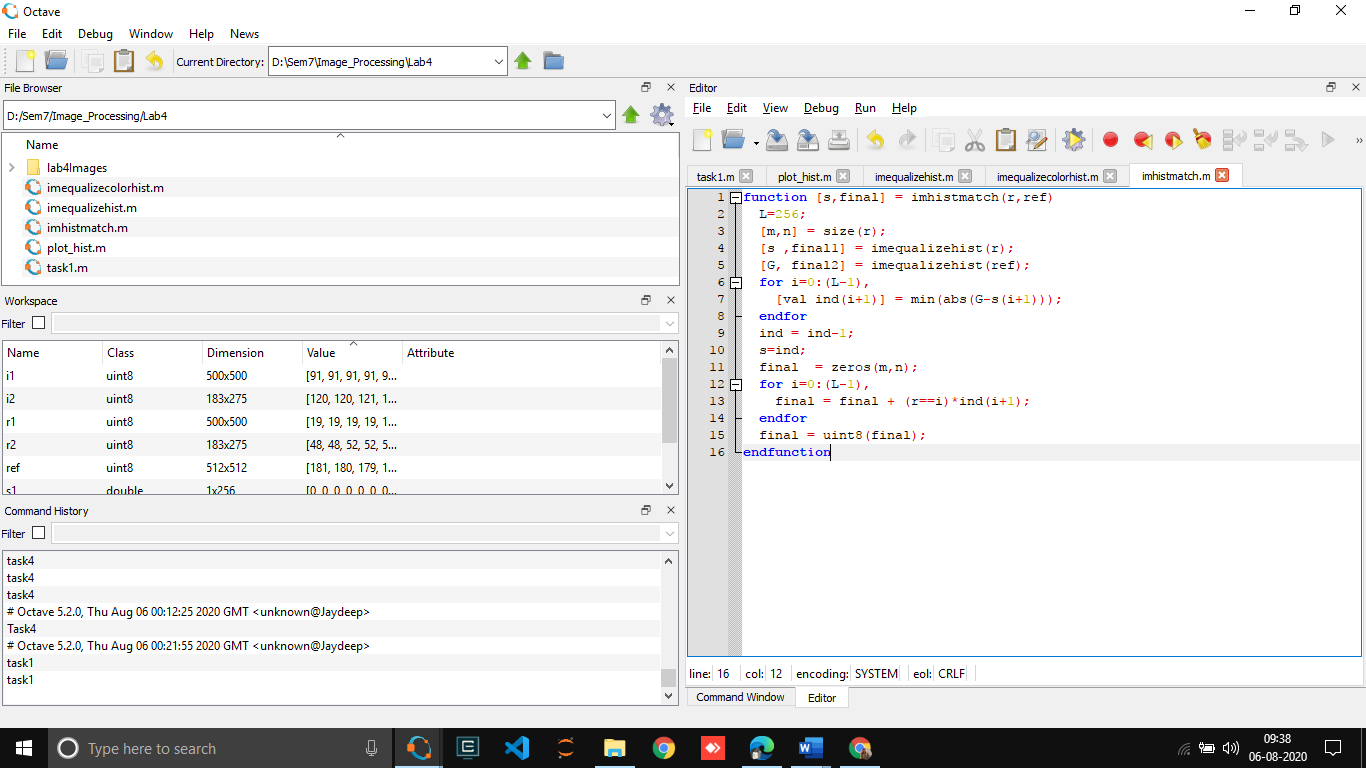 Octave
File Edit Debug Window Help News
Current Directory: D:\Sem7\Image_Processing\Lab4
File Browser
D:/Sem7/Image_Processing/Lab4
Name
lab4Images
imequalizecolorhist.m
imequalizehist.m
imhistmatch.m
plot_hist.m
task1.m
Workspace
Filter
Name Class Dimension Value Attribute
i1 uint8 500x500 [91, 91, 91, 91, 9...
i2 uint8 183x275 [120, 120, 121, 1...
r1 uint8 500x500 [19, 19, 19, 19, 1...
r2 uint8 183x275 [48, 48, 52, 52, 5...
ref uint8 512x512 [181, 180, 179, 1...
s1 double 1x256 [0, 0, 0, 0, 0, 0, 0...
Command History
Filter
task4
task4
task4
# Octave 5.2.0, Thu Aug 06 00:12:25 2020 GMT <unknown@Jaydeep>
Task4
# Octave 5.2.0, Thu Aug 06 00:21:55 2020 GMT <unknown@Jaydeep>
task1
task1
Editor
File Edit View Debug Run Help
task1.m plot_hist.m imequalizehist.m imequalizecolorhist.m imhistmatch.m
1 function [s,final] = imhistmatch(r,ref)
2 L=256;
3 [m,n] = size(r);
4 [s ,final1] = imequalizehist(r);
5 [G, final2] = imequalizehist(ref);
6 for i=0:(L-1),
7 [val ind(i+1)] = min(abs(G-s(i+1)));
8 endfor
9 ind = ind-1;
10 s=ind;
11 final  = zeros(m,n);
12 for i=0:(L-1),
13 final = final + (r==i)*ind(i+1);
14 endfor
15 final = uint8(final);
16 endfunction
line: 16 col: 12 encoding: SYSTEM eol: CRLF
Command Window Editor
Type here to search
09:38
06-08-2020